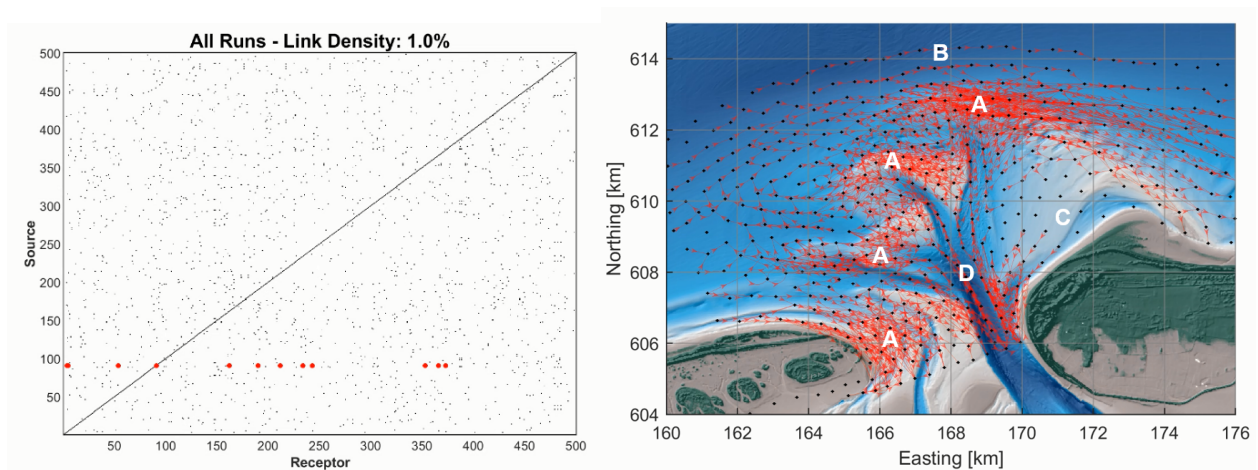 All Runs - Link Density: 1.0%
Source
500
450
400
350
300
250
200
150
100
50
50 100 150 200 250 300 350 400 450 500
Receptor
Northing [km]
614
612
610
608
606
604
B
A
A
C
A
D
A
160 162 164 166 168 170 172 174 176
Easting [km]